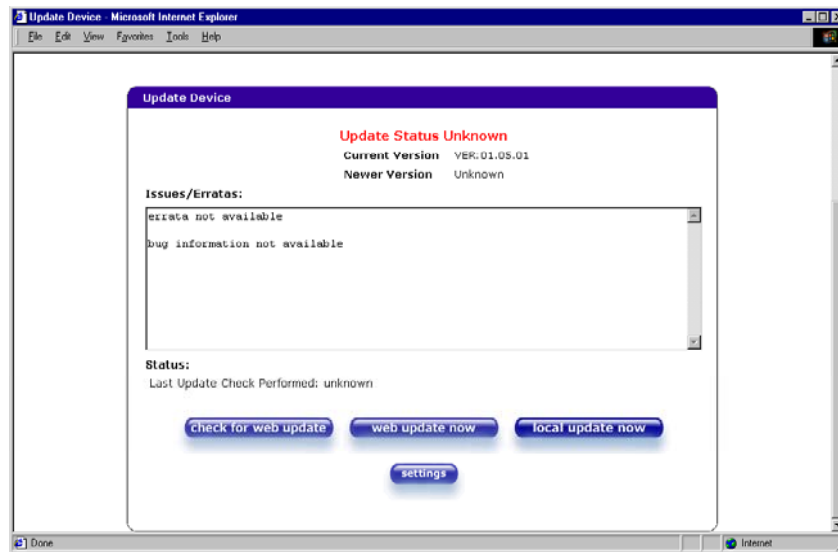 Update Device - Microsoft Internet Explorer
File Edit View Favorites Tools Help
Update Device
Update Status Unknown
Current Version VER:01.05.01
Newer Version Unknown
Issues/Erratas:
errata not available
bug information not available
Status:
Last Update Check Performed: unknown
check for web update web update now local update now
settings
Done Internet